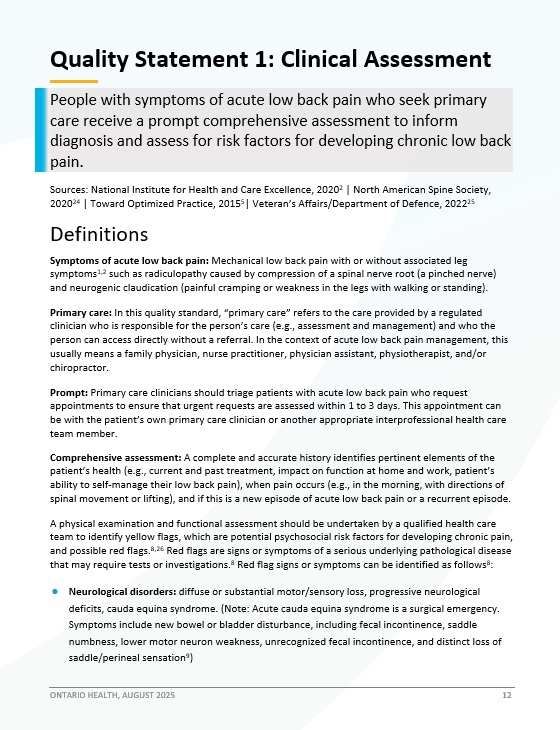 Quality Statement 1: Clinical Assessment
People with symptoms of acute low back pain who seek primary
care receive a prompt comprehensive assessment to inform
diagnosis and assess for risk factors for developing chronic low back
pain.
Sources: National Institute for Health and Care Excellence, 2020² | North American Spine Society,
2020²⁴ | Toward Optimized Practice, 2015⁵| Veteran’s Affairs/Department of Defence, 2022²⁵
Definitions
Symptoms of acute low back pain: Mechanical low back pain with or without associated leg
symptoms¹,² such as radiculopathy caused by compression of a spinal nerve root (a pinched nerve)
and neurogenic claudication (painful cramping or weakness in the legs with walking or standing).
Primary care: In this quality standard, “primary care” refers to the care provided by a regulated
clinician who is responsible for the person’s care (e.g., assessment and management) and who the
person can access directly without a referral. In the context of acute low back pain management, this
usually means a family physician, nurse practitioner, physician assistant, physiotherapist, and/or
chiropractor.
Prompt: Primary care clinicians should triage patients with acute low back pain who request
appointments to ensure that urgent requests are assessed within 1 to 3 days. This appointment can
be with the patient’s own primary care clinician or another appropriate interprofessional health care
team member.
Comprehensive assessment: A complete and accurate history identifies pertinent elements of the
patient’s health (e.g., current and past treatment, impact on function at home and work, patient’s
ability to self-manage their low back pain), when pain occurs (e.g., in the morning, with directions of
spinal movement or lifting), and if this is a new episode of acute low back pain or a recurrent episode.
A physical examination and functional assessment should be undertaken by a qualified health care
team to identify yellow flags, which are potential psychosocial risk factors for developing chronic pain,
and possible red flags.⁸,²⁶ Red flags are signs or symptoms of a serious underlying pathological disease
that may require tests or investigations.⁸ Red flag signs or symptoms can be identified as follows⁸:
• Neurological disorders: diffuse or substantial motor/sensory loss, progressive neurological
deficits, cauda equina syndrome. (Note: Acute cauda equina syndrome is a surgical emergency.
Symptoms include new bowel or bladder disturbance, including fecal incontinence, saddle
numbness, lower motor neuron weakness, unrecognized fecal incontinence, and distinct loss of
saddle/perineal sensation⁹)
ONTARIO HEALTH, AUGUST 2025 12